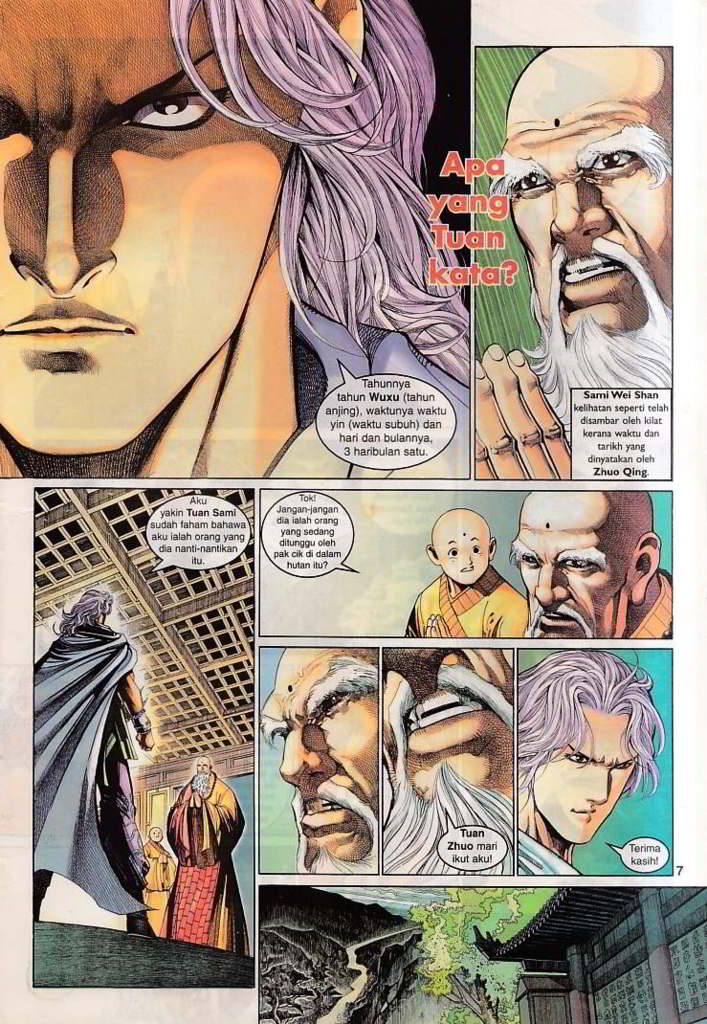 Apa
yang
Tuan
kata?
Tahunnya
tahun Wuxu (tahun
anjing), waktunya waktu
yin (waktu subuh) dan
hari dan bulannya,
3 haribulan satu.
Sami Wei Shan
kelihatan seperti telah
disambar oleh kilat
kerana waktu dan
tarikh yang
dinyatakan oleh
Zhuo Qing.
Aku
yakin Tuan Sami
sudah faham bahawa
aku ialah orang yang
dia nanti-nantikan
itu.
Tok!
Jangan-jangan
dia ialah orang
yang sedang
ditunggu oleh
pak cik di dalam
hutan itu?
Tuan
Zhuo mari
ikut aku!
Terima
kasih!
7